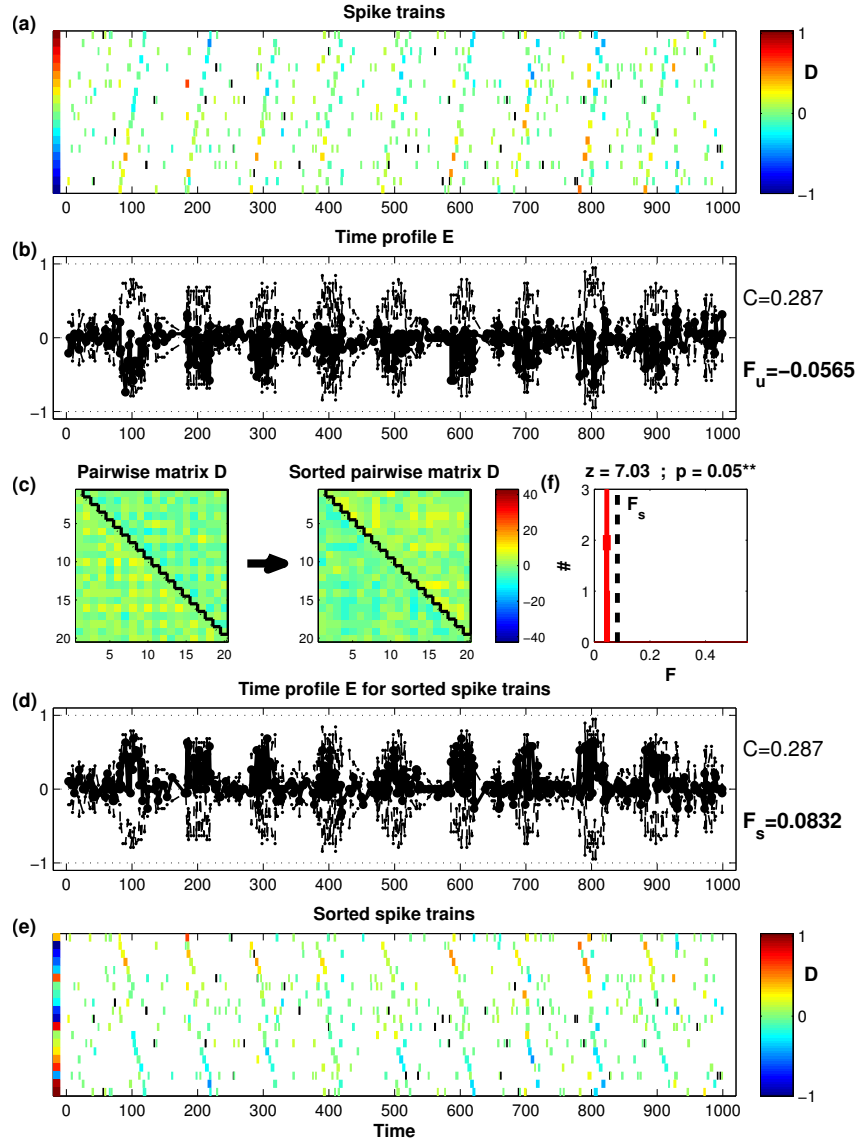 (a)
Spike trains
1
D
0
−1
0 100 200 300 400 500 600 700 800 900 1000
(b)
Time profile E
1
0
−1
C=0.287
F_u=−0.0565
0 100 200 300 400 500 600 700 800 900 1000
(c)
Pairwise matrix D
5
10
15
20
5 10 15 20
Sorted pairwise matrix D
5
10
15
20
5 10 15 20
40
20
0
−20
−40
(f)
z = 7.03 ; p = 0.05**
F_s
3
2
1
0
#
0 0.2 0.4
F
(d)
Time profile E for sorted spike trains
1
0
−1
C=0.287
F_s=0.0832
0 100 200 300 400 500 600 700 800 900 1000
(e)
Sorted spike trains
1
D
0
−1
0 100 200 300 400 500 600 700 800 900 1000
Time